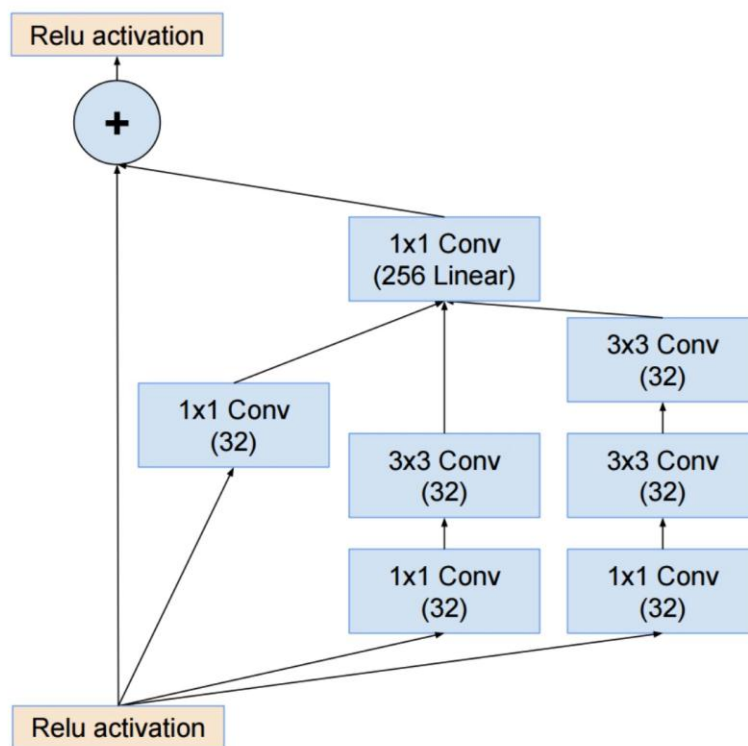 Relu activation
+
1x1 Conv
(256 Linear)
3x3 Conv
(32)
1x1 Conv
(32)
3x3 Conv
(32)
3x3 Conv
(32)
1x1 Conv
(32)
1x1 Conv
(32)
Relu activation